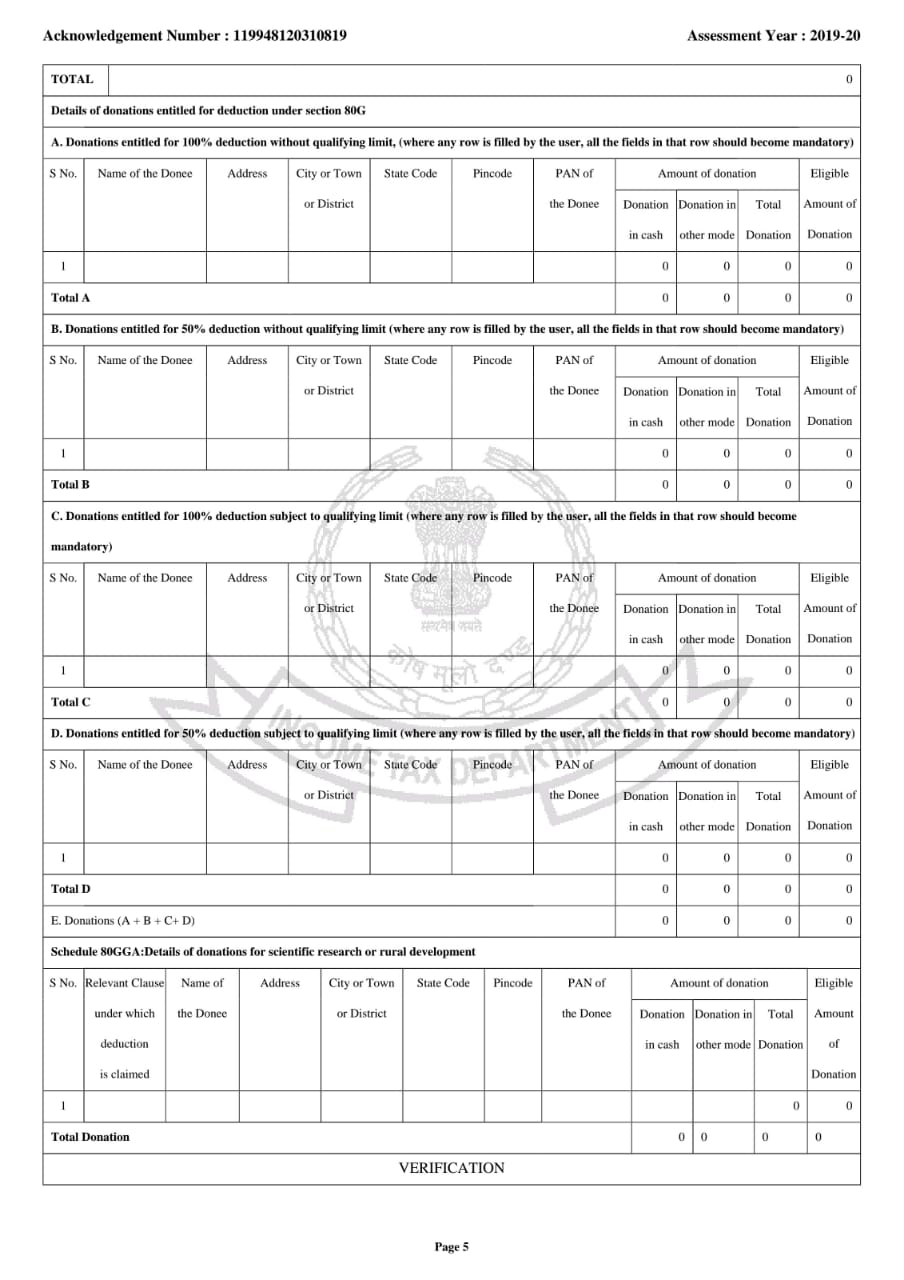 Acknowledgement Number : 119948120310819 Assessment Year : 2019-20
TOTAL 0
Details of donations entitled for deduction under section 80G
A. Donations entitled for 100% deduction without qualifying limit, (where any row is filled by the user, all the fields in that row should become mandatory)
S No. Name of the Donee Address City or Town State Code Pincode PAN of Amount of donation Eligible
or District the Donee Donation Donation in Total Amount of
in cash other mode Donation Donation
1 0 0 0 0
Total A 0 0 0 0
B. Donations entitled for 50% deduction without qualifying limit (where any row is filled by the user, all the fields in that row should become mandatory)
S No. Name of the Donee Address City or Town State Code Pincode PAN of Amount of donation Eligible
or District the Donee Donation Donation in Total Amount of
in cash other mode Donation Donation
1 0 0 0 0
Total B 0 0 0 0
C. Donations entitled for 100% deduction subject to qualifying limit (where any row is filled by the user, all the fields in that row should become
mandatory)
S No. Name of the Donee Address City or Town State Code Pincode PAN of Amount of donation Eligible
or District the Donee Donation Donation in Total Amount of
सत्यमेव जयते
in cash other mode Donation Donation
कोष मूलो दण्ड
1 0 0 0 0
Total C 0 0 0 0
INCOME TAX DEPARTMENT
D. Donations entitled for 50% deduction subject to qualifying limit (where any row is filled by the user, all the fields in that row should become mandatory)
S No. Name of the Donee Address City or Town State Code Pincode PAN of Amount of donation Eligible
or District the Donee Donation Donation in Total Amount of
in cash other mode Donation Donation
1 0 0 0 0
Total D 0 0 0 0
E. Donations (A + B + C+ D) 0 0 0 0
Schedule 80GGA:Details of donations for scientific research or rural development
S No. Relevant Clause Name of Address City or Town State Code Pincode PAN of Amount of donation Eligible
under which the Donee or District the Donee Donation Donation in Total Amount
deduction in cash other mode Donation of
is claimed Donation
1 0 0
Total Donation 0 0 0 0
VERIFICATION
Page 5